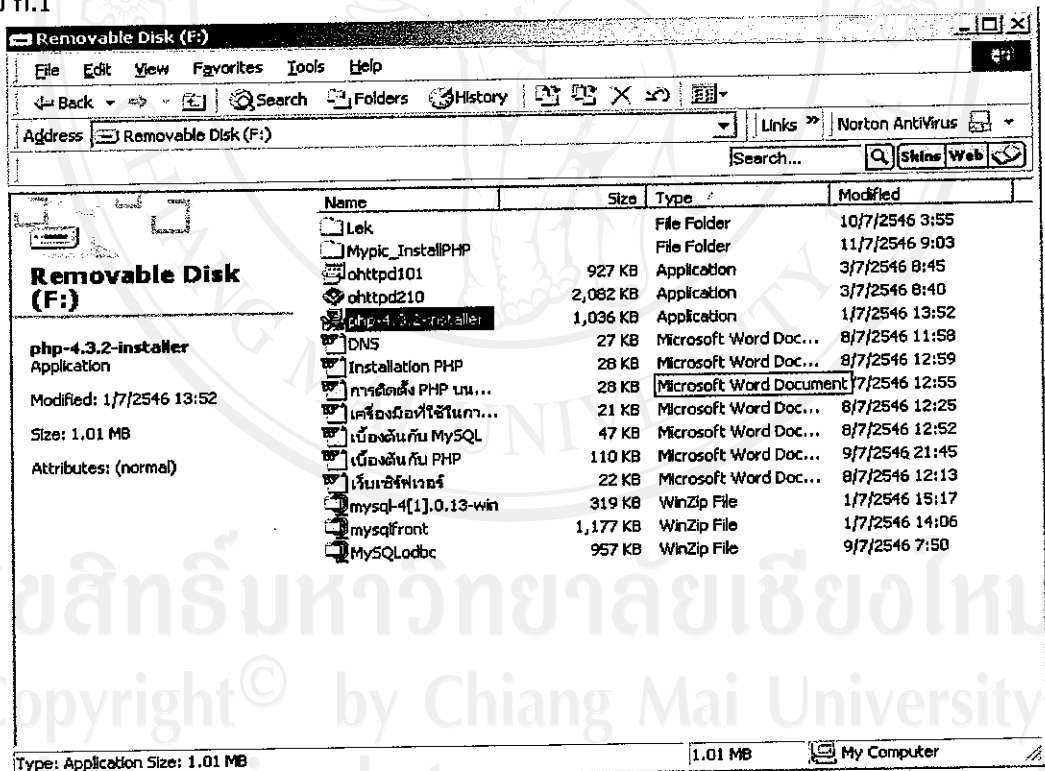 ก.1
Removable Disk (F:)
File Edit View Favorites Tools Help
Back Search Folders History
Address Removable Disk (F:) Links » Norton AntiVirus
Search... Skins Web
Name Size Type Modified
Removable Disk
(F:)
php-4.3.2-installer
Application
Modified: 1/7/2546 13:52
Size: 1.01 MB
Attributes: (normal)
Lek File Folder 10/7/2546 3:55
Mypic_InstallPHP File Folder 11/7/2546 9:03
ohttpd101 927 KB Application 3/7/2546 8:45
ohttpd210 2,082 KB Application 3/7/2546 8:40
php-4.3.2-installer 1,036 KB Application 1/7/2546 13:52
DNS 27 KB Microsoft Word Doc... 8/7/2546 11:58
Installation PHP 28 KB Microsoft Word Doc... 8/7/2546 12:59
การติดตั้ง PHP บน... 28 KB Microsoft Word Document /7/2546 12:55
เครื่องมือที่ใช้ในกา... 21 KB Microsoft Word Doc... 8/7/2546 12:25
เบื้องต้นกับ MySQL 47 KB Microsoft Word Doc... 8/7/2546 12:52
เบื้องต้นกับ PHP 110 KB Microsoft Word Doc... 9/7/2546 21:45
เว็บเซิร์ฟเวอร์ 22 KB Microsoft Word Doc... 8/7/2546 12:13
mysql-4[1].0.13-win 319 KB WinZip File 1/7/2546 15:17
mysqlfront 1,177 KB WinZip File 1/7/2546 14:06
MySQLodbc 957 KB WinZip File 9/7/2546 7:50
มหาวิทยาลัยเชียงให
Copyright © by Chiang Mai University
Type: Application Size: 1.01 MB 1.01 MB My Computer